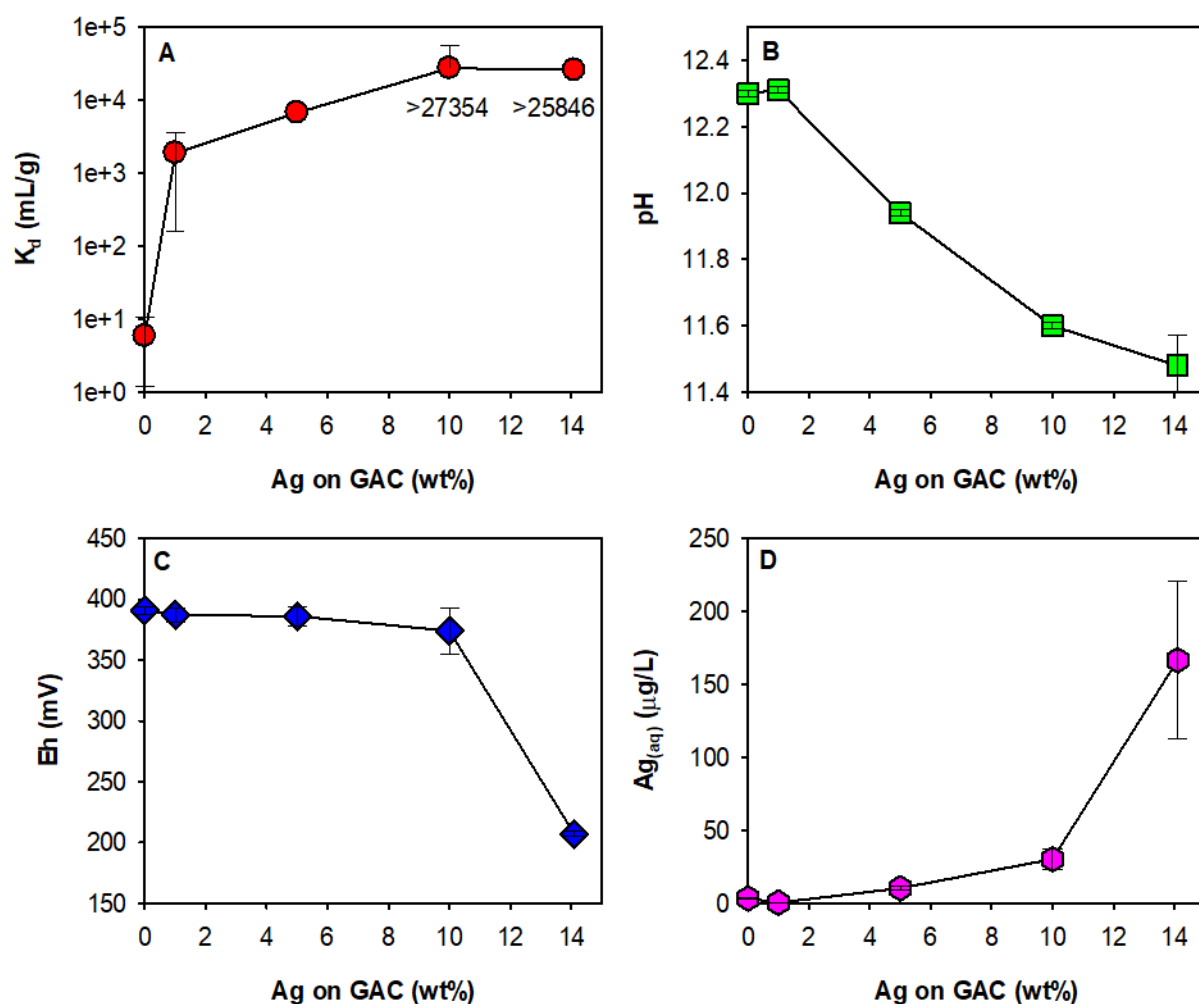 A
1e+5
1e+4
1e+3
1e+2
1e+1
1e+0
Kd (mL/g)
>27354 >25846
0 2 4 6 8 10 12 14
Ag on GAC (wt%)
B
12.4
12.2
12.0
11.8
11.6
11.4
pH
0 2 4 6 8 10 12 14
Ag on GAC (wt%)
C
450
400
350
300
250
200
150
Eh (mV)
0 2 4 6 8 10 12 14
Ag on GAC (wt%)
D
250
200
150
100
50
0
Ag(aq) (μg/L)
0 2 4 6 8 10 12 14
Ag on GAC (wt%)